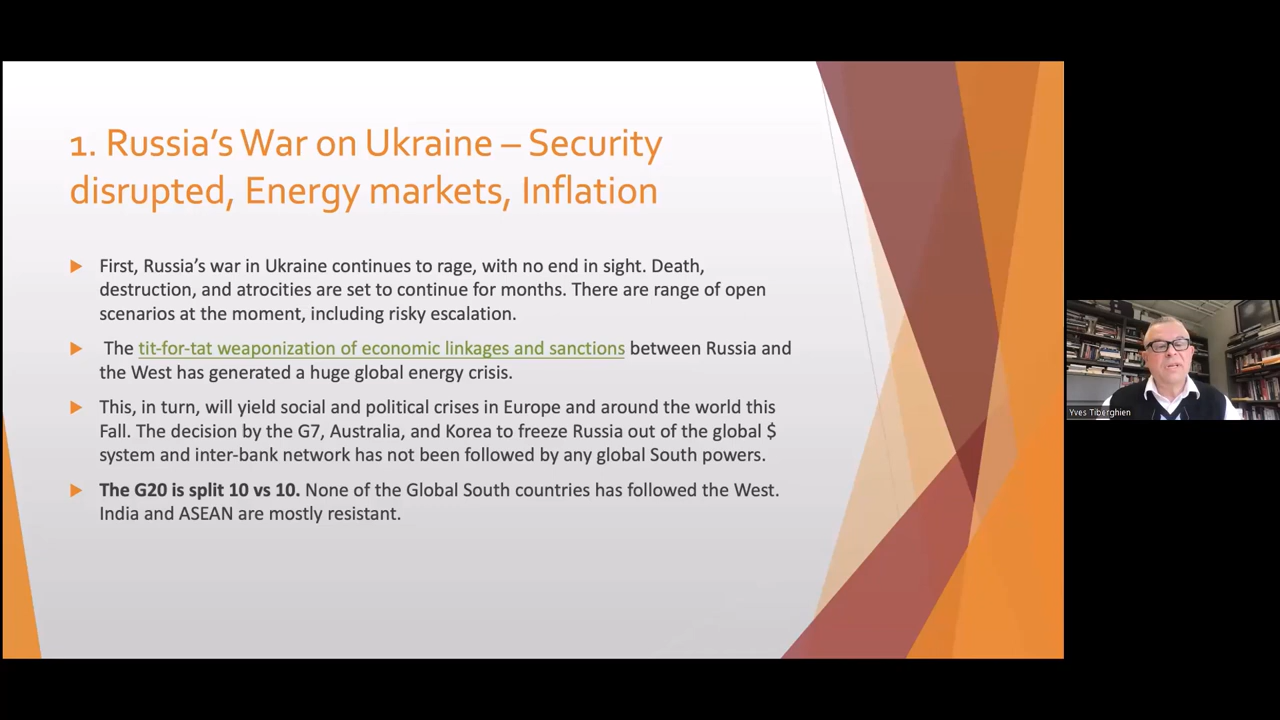 1. Russia's War on Ukraine – Security
disrupted, Energy markets, Inflation
First, Russia's war in Ukraine continues to rage, with no end in sight. Death,
destruction, and atrocities are set to continue for months. There are range of open
scenarios at the moment, including risky escalation.
The tit-for-tat weaponization of economic linkages and sanctions between Russia and
the West has generated a huge global energy crisis.
This, in turn, will yield social and political crises in Europe and around the world this
Fall. The decision by the G7, Australia, and Korea to freeze Russia out of the global $
system and inter-bank network has not been followed by any global South powers.
The G20 is split 10 vs 10. None of the Global South countries has followed the West.
India and ASEAN are mostly resistant.
Yves Tiberghien